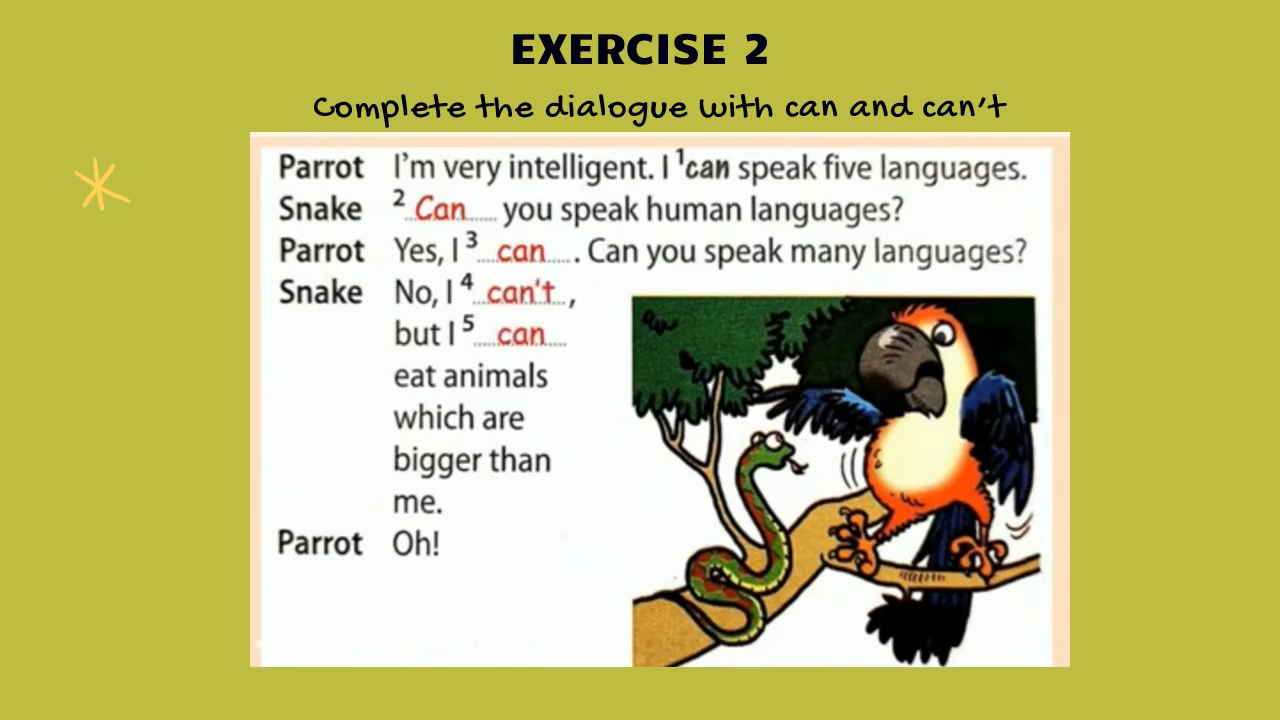 EXERCISE 2
Complete the dialogue with can and can't
Parrot I'm very intelligent. I ¹can speak five languages.
Snake ² Can you speak human languages?
Parrot Yes, I ³ can. Can you speak many languages?
Snake No, I ⁴ can't,
but I ⁵ can
eat animals
which are
bigger than
me.
Parrot Oh!